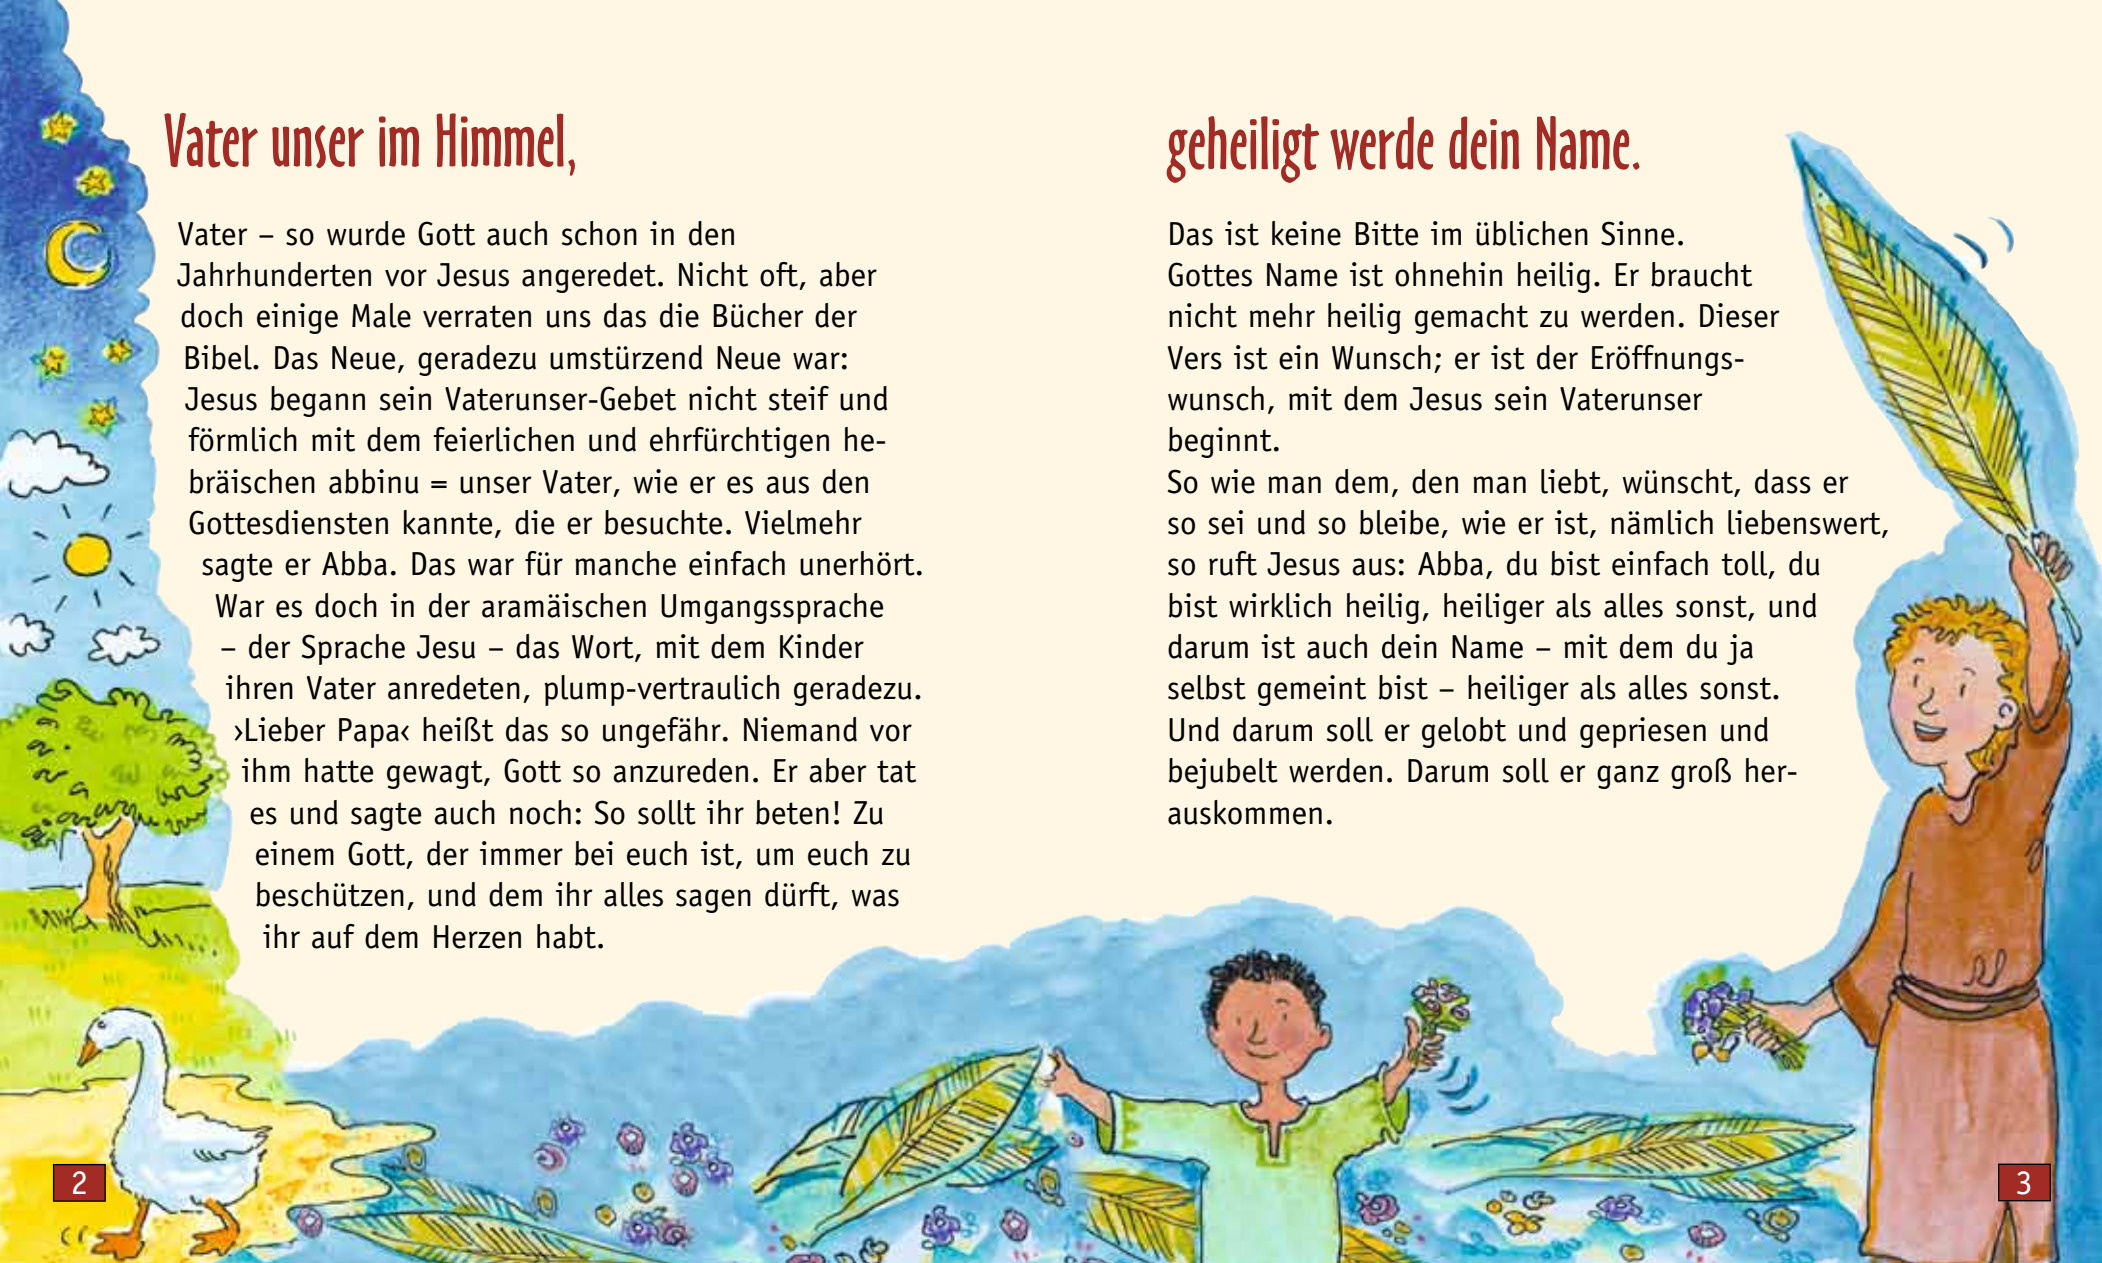 Vater unser im Himmel,
Vater – so wurde Gott auch schon in den
Jahrhunderten vor Jesus angeredet. Nicht oft, aber
doch einige Male verraten uns das die Bücher der
Bibel. Das Neue, geradezu umstürzend Neue war:
Jesus begann sein Vaterunser-Gebet nicht steif und
förmlich mit dem feierlichen und ehrfürchtigen he-
bräischen abbinu = unser Vater, wie er es aus den
Gottesdiensten kannte, die er besuchte. Vielmehr
sagte er Abba. Das war für manche einfach unerhört.
War es doch in der aramäischen Umgangssprache
– der Sprache Jesu – das Wort, mit dem Kinder
ihren Vater anredeten, plump-vertraulich geradezu.
›Lieber Papa‹ heißt das so ungefähr. Niemand vor
ihm hatte gewagt, Gott so anzureden. Er aber tat
es und sagte auch noch: So sollt ihr beten! Zu
einem Gott, der immer bei euch ist, um euch zu
beschützen, und dem ihr alles sagen dürft, was
ihr auf dem Herzen habt.
2
geheiligt werde dein Name.
Das ist keine Bitte im üblichen Sinne.
Gottes Name ist ohnehin heilig. Er braucht
nicht mehr heilig gemacht zu werden. Dieser
Vers ist ein Wunsch; er ist der Eröffnungs-
wunsch, mit dem Jesus sein Vaterunser
beginnt.
So wie man dem, den man liebt, wünscht, dass er
so sei und so bleibe, wie er ist, nämlich liebenswert,
so ruft Jesus aus: Abba, du bist einfach toll, du
bist wirklich heilig, heiliger als alles sonst, und
darum ist auch dein Name – mit dem du ja
selbst gemeint bist – heiliger als alles sonst.
Und darum soll er gelobt und gepriesen und
bejubelt werden. Darum soll er ganz groß her-
auskommen.
3